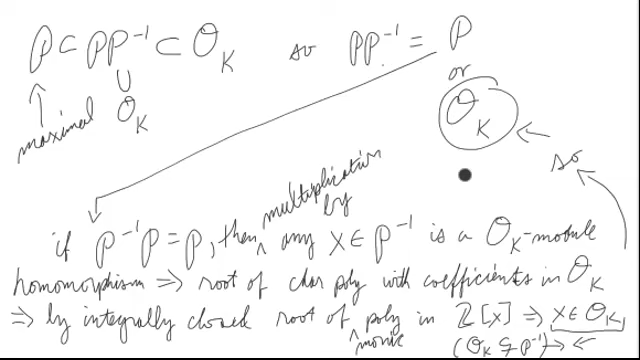 p ⊂ pp⁻¹ ⊂ O_K so pp⁻¹ = p
or
O_K
∪
O_K
maximal
so
if p⁻¹p = p, then ^ multiplication by any x ∈ p⁻¹ is a O_K-module
homomorphism ⇒ root of char poly with coefficients in O_K
⇒ by integrally closed root of ^ monic poly in ℤ[x] ⇒ x ∈ O_K
(O_K ⊊ p⁻¹) → ←